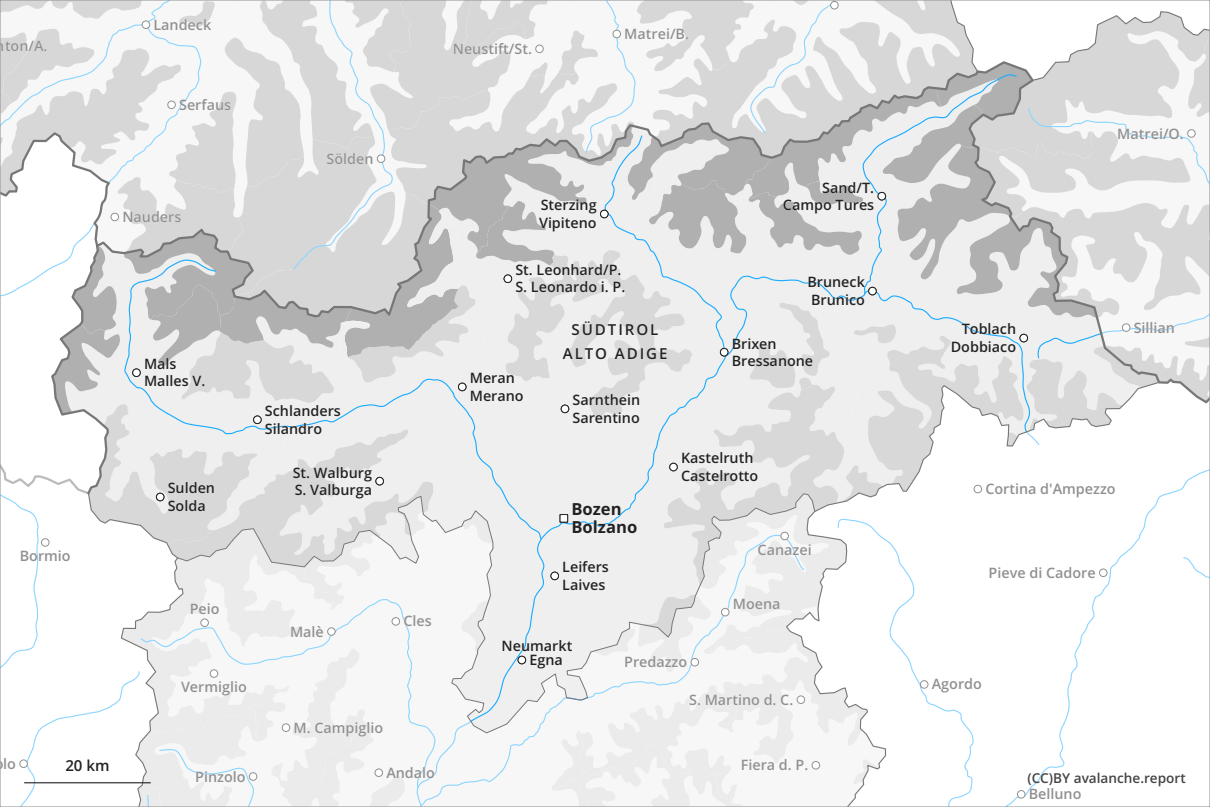 Landeck
nton/A.
Neustift/St.
Matrei/B.
Serfaus
Matrei/O.
Sölden
Sand/T.
Campo Tures
Nauders
Sterzing
Vipiteno
St. Leonhard/P.
S. Leonardo i. P.
Bruneck
Brunico
SÜDTIROL
ALTO ADIGE
Toblach
Dobbiaco
Sillian
Brixen
Bressanone
Mals
Malles V.
Meran
Merano
Schlanders
Silandro
Sarnthein
Sarentino
Kastelruth
Castelrotto
St. Walburg
S. Valburga
Sulden
Solda
Cortina d'Ampezzo
Bozen
Bolzano
Bormio
Canazei
Leifers
Laives
Pieve di Cadore
Peio
Moena
Malè
Cles
Neumarkt
Egna
Predazzo
Vermiglio
Agordo
S. Martino d. C.
M. Campiglio
olo
20 km
Pinzolo
Andalo
Fiera d. P.
(CC)BY avalanche.report
Belluno